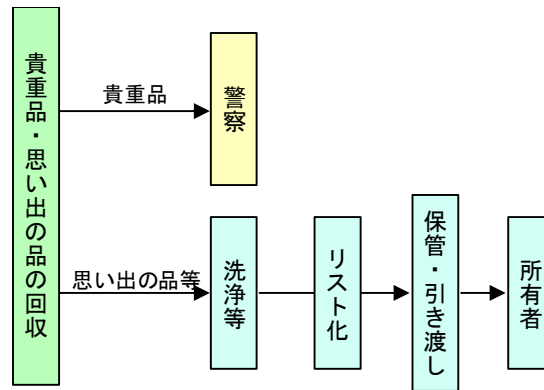 貴重品・思い出の品の回収
貴重品
警察
思い出の品等
洗浄等
リスト化
保管・引き渡し
所有者